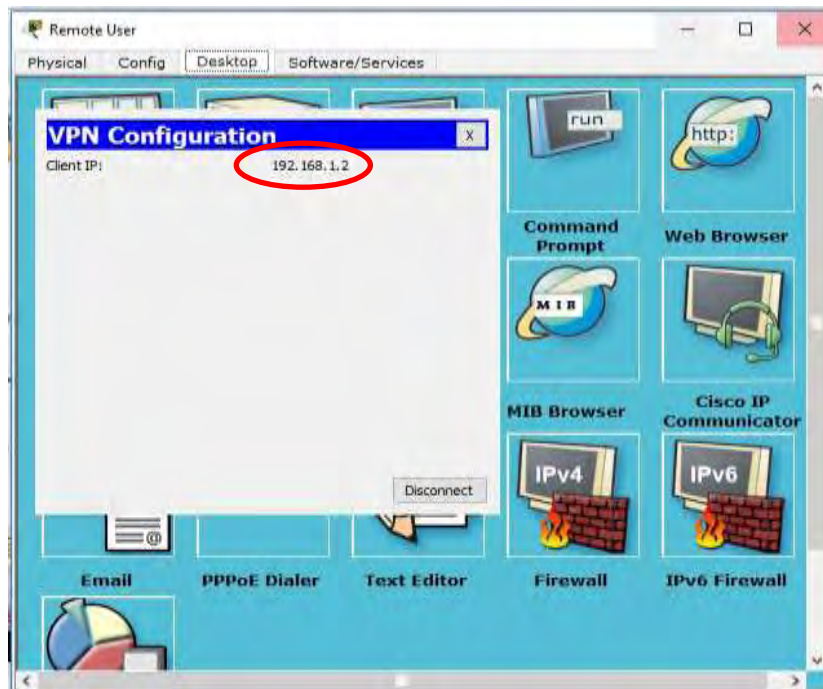 Remote User
Physical Config Desktop Software/Services
VPN Configuration X
Client IP: 192.168.1.2
Disconnect
run
http:
Command Prompt
Web Browser
MIB
MIB Browser
Cisco IP Communicator
IPv4
IPv6
@
Email
PPPoE Dialer
Text Editor
Firewall
IPv6 Firewall